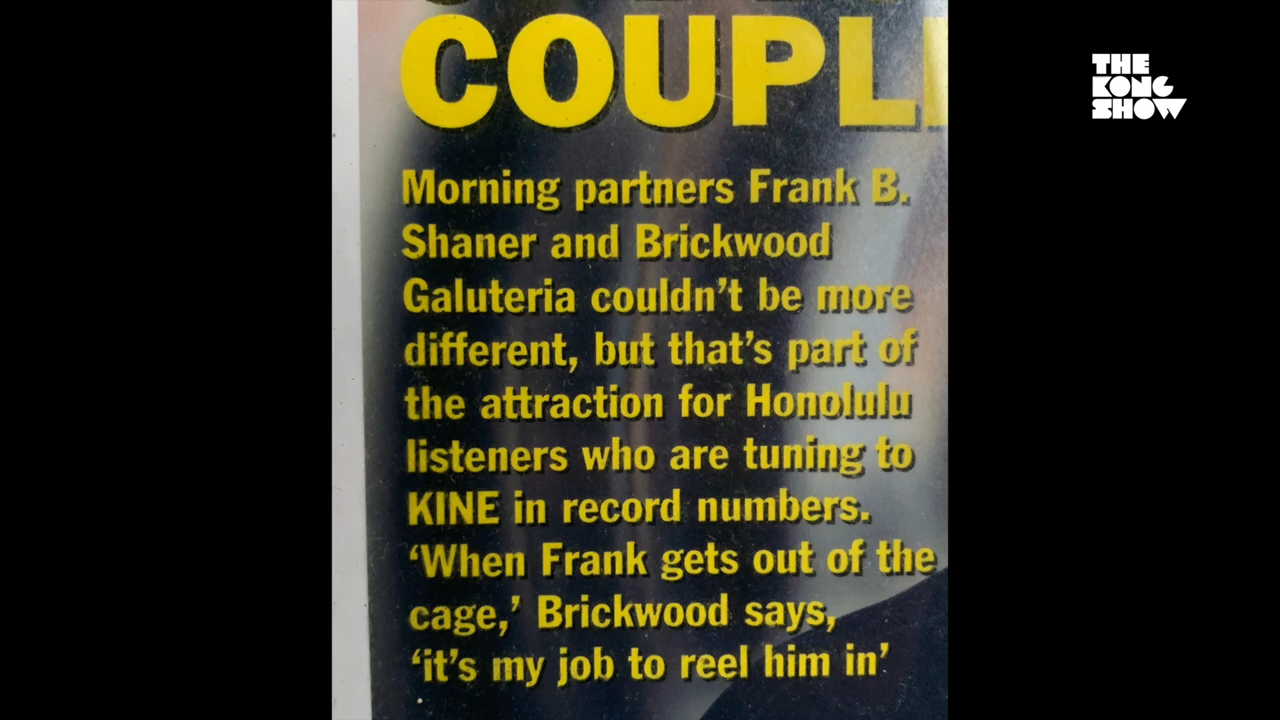 COUPL
Morning partners Frank B.
Shaner and Brickwood
Galuteria couldn't be more
different, but that's part of
the attraction for Honolulu
listeners who are tuning to
KINE in record numbers.
‘When Frank gets out of the
cage,’ Brickwood says,
‘it's my job to reel him in’
THE
KONG
SHOW